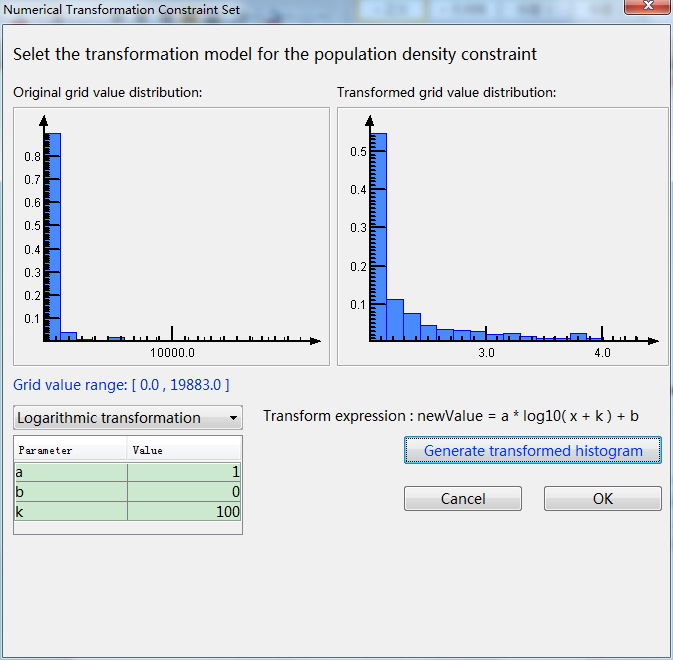 Numerical Transformation Constraint Set
Selet the transformation model for the population density constraint
Original grid value distribution:
Transformed grid value distribution:
0.8
0.7
0.6
0.5
0.4
0.3
0.2
0.1
10000.0
0.5
0.4
0.3
0.2
0.1
3.0
4.0
Grid value range: [ 0.0 , 19883.0 ]
Logarithmic transformation
Transform expression : newValue = a * log10( x + k ) + b
Parameter Value
a 1
b 0
k 100
Generate transformed histogram
Cancel
OK